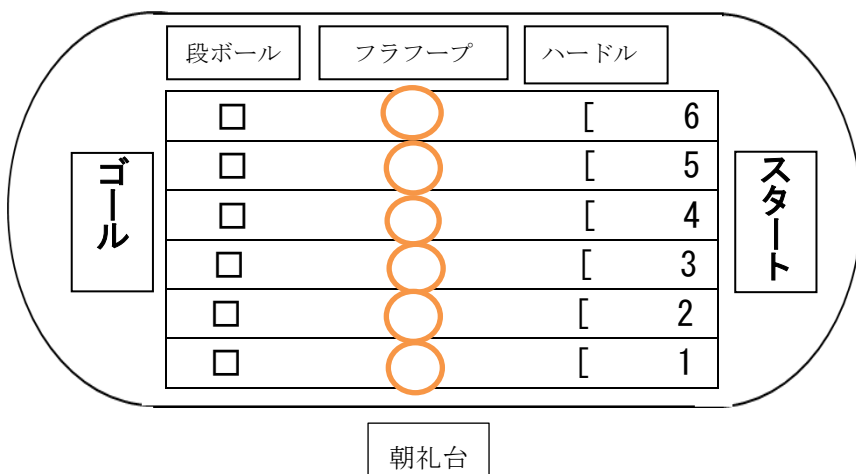 段ボール フラフープ ハードル
□ [ 6
□ [ 5
□ [ 4
□ [ 3
□ [ 2
□ [ 1
ゴール
スタート
朝礼台